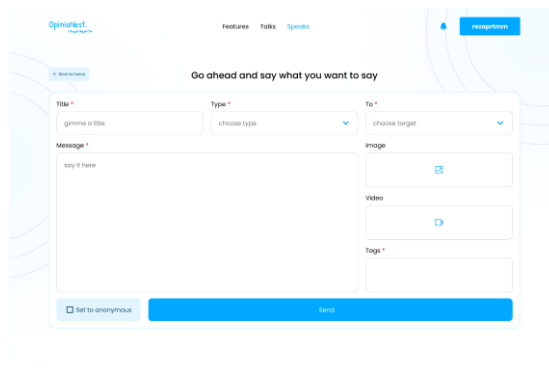 OpinioNest.
Features Talks Speaks
rezaprtmm
← Back to home
Go ahead and say what you want to say
Title * Type * To *
gimme a title choose type choose target
Message * Image
say it here
Video
Tags *
Set to anonymous Send